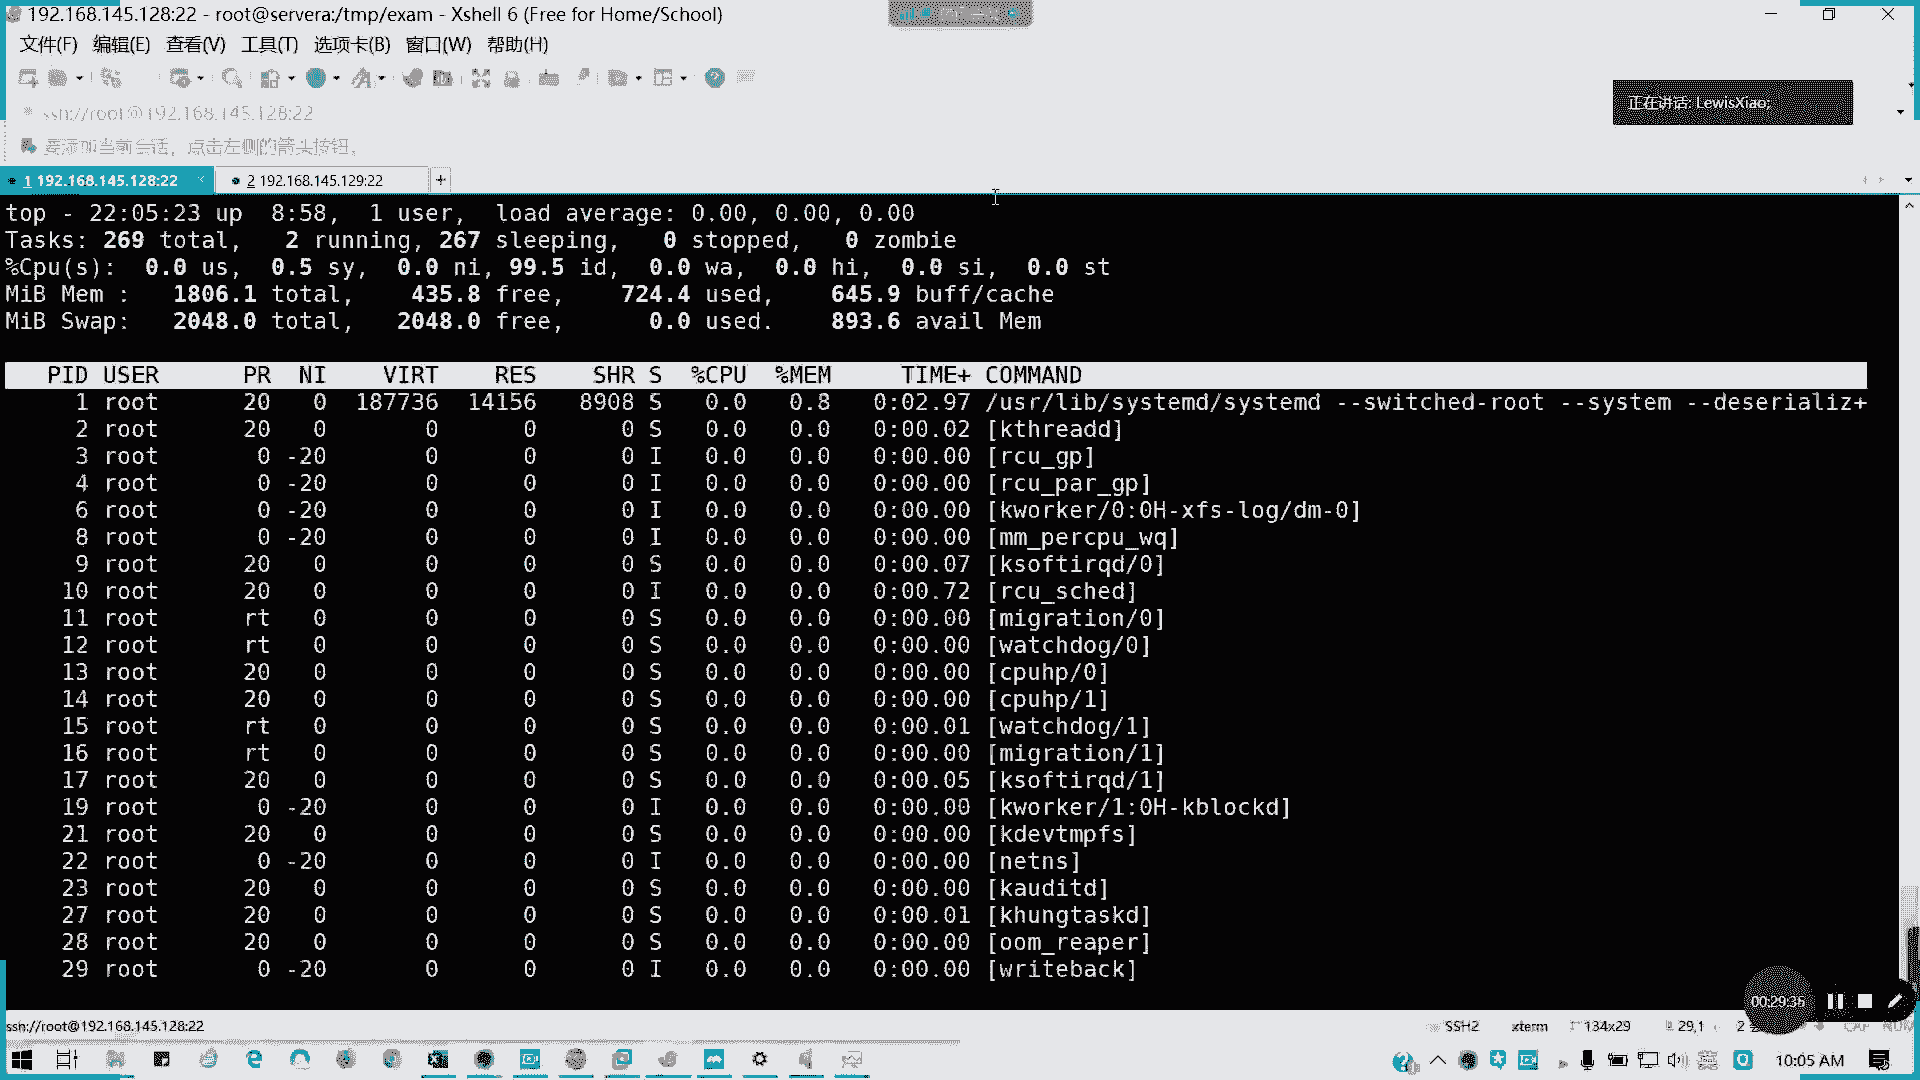 192.168.145.128:22 - root@servera:/tmp/exam - Xshell 6 (Free for Home/School)
文件(F) 编辑(E) 查看(V) 工具(T) 选项卡(B) 窗口(W) 帮助(H)
ssh://root@192.168.145.128:22
正在讲话: LewisXiao;
要添加当前会话，点击左侧的箭头按钮。
1 192.168.145.128:22 2 192.168.145.129:22 +
top - 22:05:23 up  8:58,  1 user,  load average: 0.00, 0.00, 0.00
Tasks: 269 total,   2 running, 267 sleeping,   0 stopped,   0 zombie
%Cpu(s):  0.0 us,  0.5 sy,  0.0 ni, 99.5 id,  0.0 wa,  0.0 hi,  0.0 si,  0.0 st
MiB Mem :   1806.1 total,    435.8 free,    724.4 used,    645.9 buff/cache
MiB Swap:   2048.0 total,   2048.0 free,      0.0 used.    893.6 avail Mem
PID USER PR NI VIRT RES SHR S %CPU %MEM TIME+ COMMAND
1 root 20 0 187736 14156 8908 S 0.0 0.8 0:02.97 /usr/lib/systemd/systemd --switched-root --system --deserializ+
2 root 20 0 0 0 0 S 0.0 0.0 0:00.02 [kthreadd]
3 root 0 -20 0 0 0 I 0.0 0.0 0:00.00 [rcu_gp]
4 root 0 -20 0 0 0 I 0.0 0.0 0:00.00 [rcu_par_gp]
6 root 0 -20 0 0 0 I 0.0 0.0 0:00.00 [kworker/0:0H-xfs-log/dm-0]
8 root 0 -20 0 0 0 I 0.0 0.0 0:00.00 [mm_percpu_wq]
9 root 20 0 0 0 0 S 0.0 0.0 0:00.07 [ksoftirqd/0]
10 root 20 0 0 0 0 I 0.0 0.0 0:00.72 [rcu_sched]
11 root rt 0 0 0 0 S 0.0 0.0 0:00.00 [migration/0]
12 root rt 0 0 0 0 S 0.0 0.0 0:00.00 [watchdog/0]
13 root 20 0 0 0 0 S 0.0 0.0 0:00.00 [cpuhp/0]
14 root 20 0 0 0 0 S 0.0 0.0 0:00.00 [cpuhp/1]
15 root rt 0 0 0 0 S 0.0 0.0 0:00.01 [watchdog/1]
16 root rt 0 0 0 0 S 0.0 0.0 0:00.00 [migration/1]
17 root 20 0 0 0 0 S 0.0 0.0 0:00.05 [ksoftirqd/1]
19 root 0 -20 0 0 0 I 0.0 0.0 0:00.00 [kworker/1:0H-kblockd]
21 root 20 0 0 0 0 S 0.0 0.0 0:00.00 [kdevtmpfs]
22 root 0 -20 0 0 0 I 0.0 0.0 0:00.00 [netns]
23 root 20 0 0 0 0 S 0.0 0.0 0:00.00 [kauditd]
27 root 20 0 0 0 0 S 0.0 0.0 0:00.01 [khungtaskd]
28 root 20 0 0 0 0 S 0.0 0.0 0:00.00 [oom_reaper]
29 root 0 -20 0 0 0 I 0.0 0.0 0:00.00 [writeback]
00:29:35
ssh://root@192.168.145.128:22 SSH2 xterm 134x29 29,1 2 CAP NUM
10:05 AM